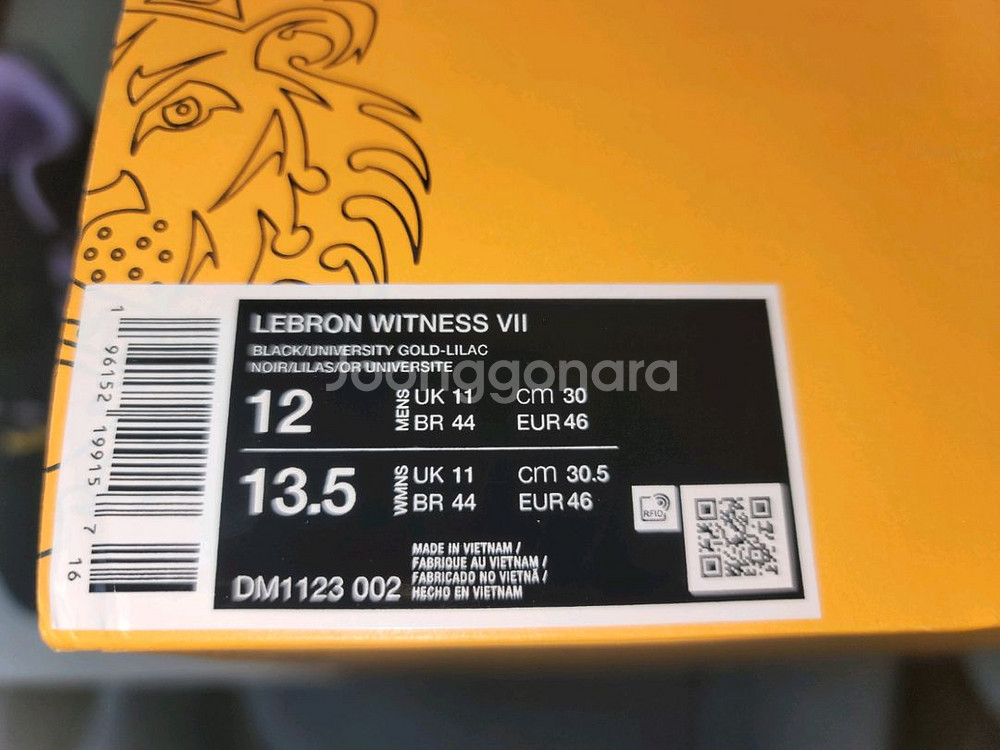 LEBRON WITNESS VII
BLACK/UNIVERSITY GOLD-LILAC
NOIR/LILAS/OR UNIVERSITE
Joonggonara
12 MENS UK 11 cm 30
BR 44 EUR 46
13.5 WMNS UK 11 cm 30.5
BR 44 EUR 46
RFID
MADE IN VIETNAM /
FABRIQUE AU VIETNAM /
FABRICADO NO VIETNÃ /
HECHO EN VIETNAM
DM1123 002
1 96152 19915 7 16